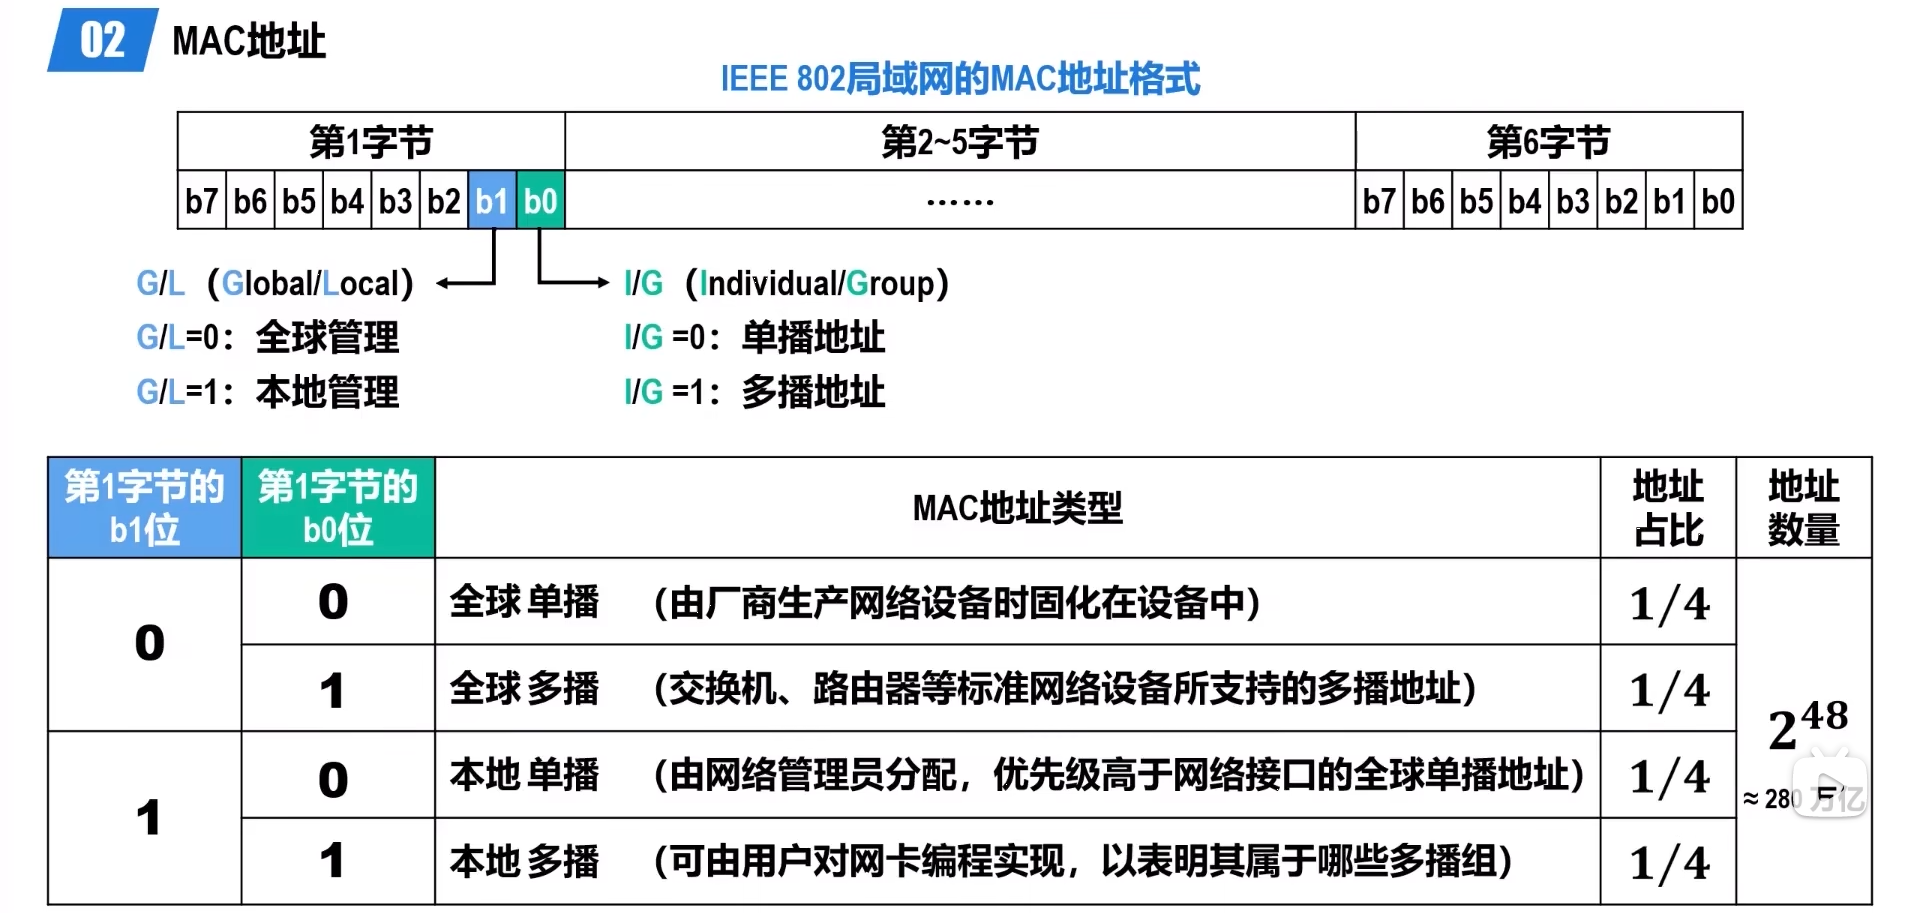 02 MAC地址
IEEE 802局域网的MAC地址格式
第1字节 第2~5字节 第6字节
b7 b6 b5 b4 b3 b2 b1 b0 …… b7 b6 b5 b4 b3 b2 b1 b0
G/L（Global/Local） I/G（Individual/Group）
G/L=0：全球管理 I/G =0：单播地址
G/L=1：本地管理 I/G =1：多播地址
第1字节的 第1字节的 MAC地址类型 地址 地址
b1位 b0位 占比 数量
0 0 全球 单播 （由厂商生产网络设备时固化在设备中） 1/4
1 全球 多播 （交换机、路由器等标准网络设备所支持的多播地址） 1/4
2⁴⁸
1 0 本地 单播 （由网络管理员分配，优先级高于网络接口的全球单播地址） 1/4
≈ 280 万亿
1 本地 多播 （可由用户对网卡编程实现，以表明其属于哪些多播组） 1/4